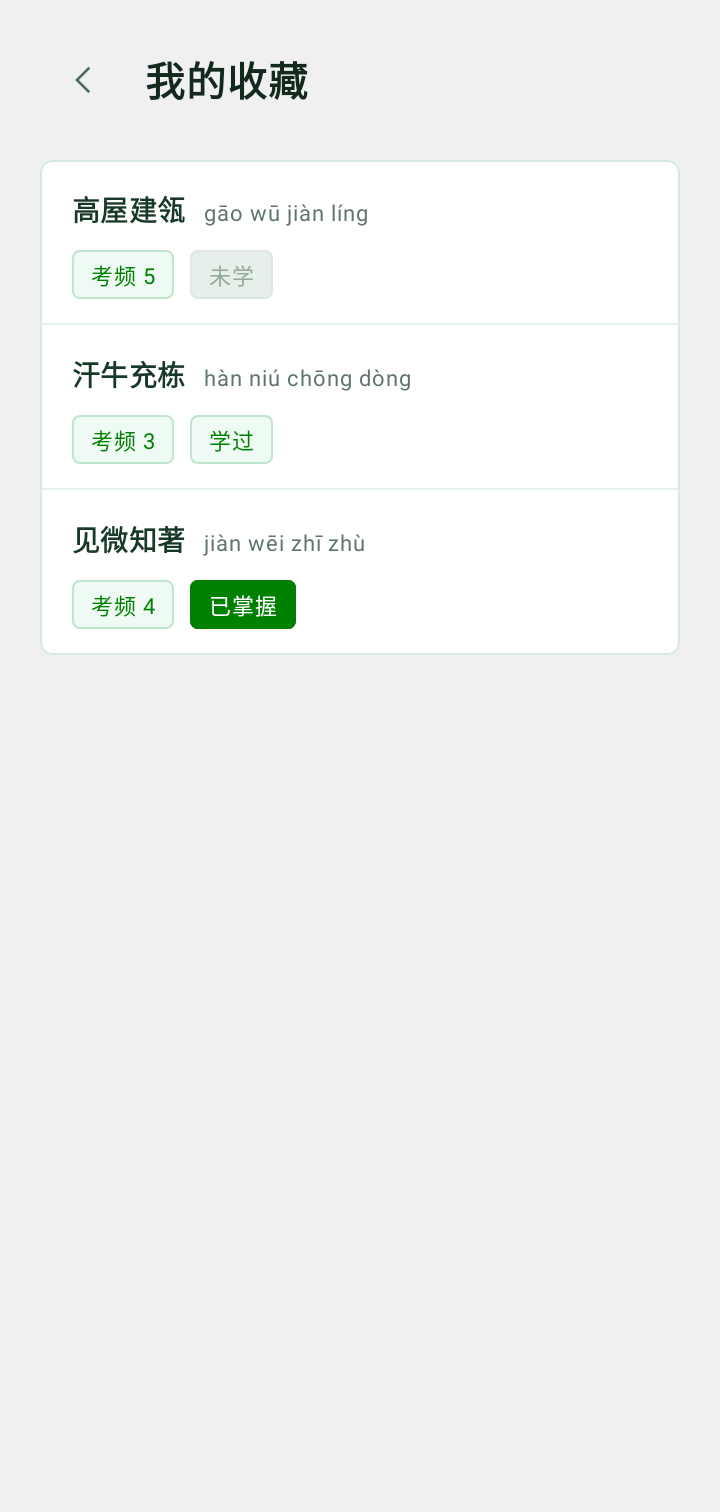 我的收藏
高屋建瓴 gāo wū jiàn líng
考频 5 未学
汗牛充栋 hàn niú chōng dòng
考频 3 学过
见微知著 jiàn wēi zhī zhù
考频 4 已掌握